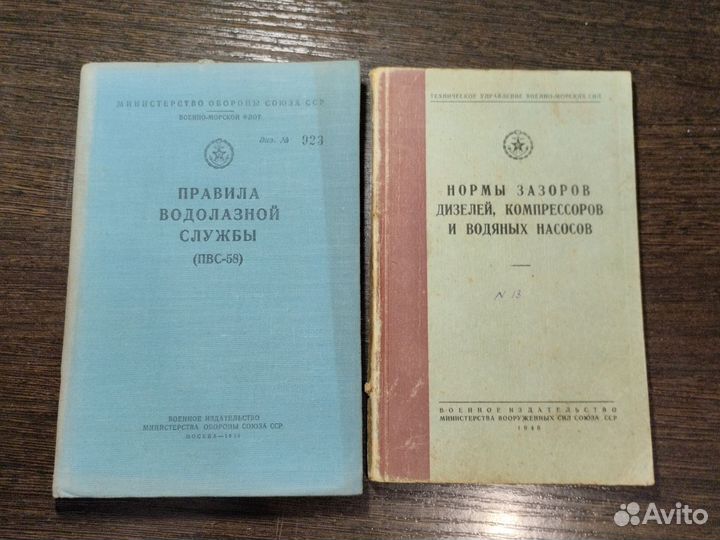 МИНИСТЕРСТВО ОБОРОНЫ СОЮЗА ССР
ВОЕННО-МОРСКОЙ ФЛОТ
Экз. № 923
ПРАВИЛА
ВОДОЛАЗНОЙ
СЛУЖБЫ
(ПВС-58)
ВОЕННОЕ ИЗДАТЕЛЬСТВО
МИНИСТЕРСТВА ОБОРОНЫ СОЮЗА ССР
МОСКВА—
ТЕХНИЧЕСКОЕ УПРАВЛЕНИЕ ВОЕННО-МОРСКИХ СИЛ
НОРМЫ ЗАЗОРОВ
ДИЗЕЛЕЙ, КОМПРЕССОРОВ
И ВОДЯНЫХ НАСОСОВ
N 13
ВОЕННОЕ ИЗДАТЕЛЬСТВО
МИНИСТЕРСТВА ВООРУЖЕННЫХ СИЛ СОЮЗА ССР
Avito